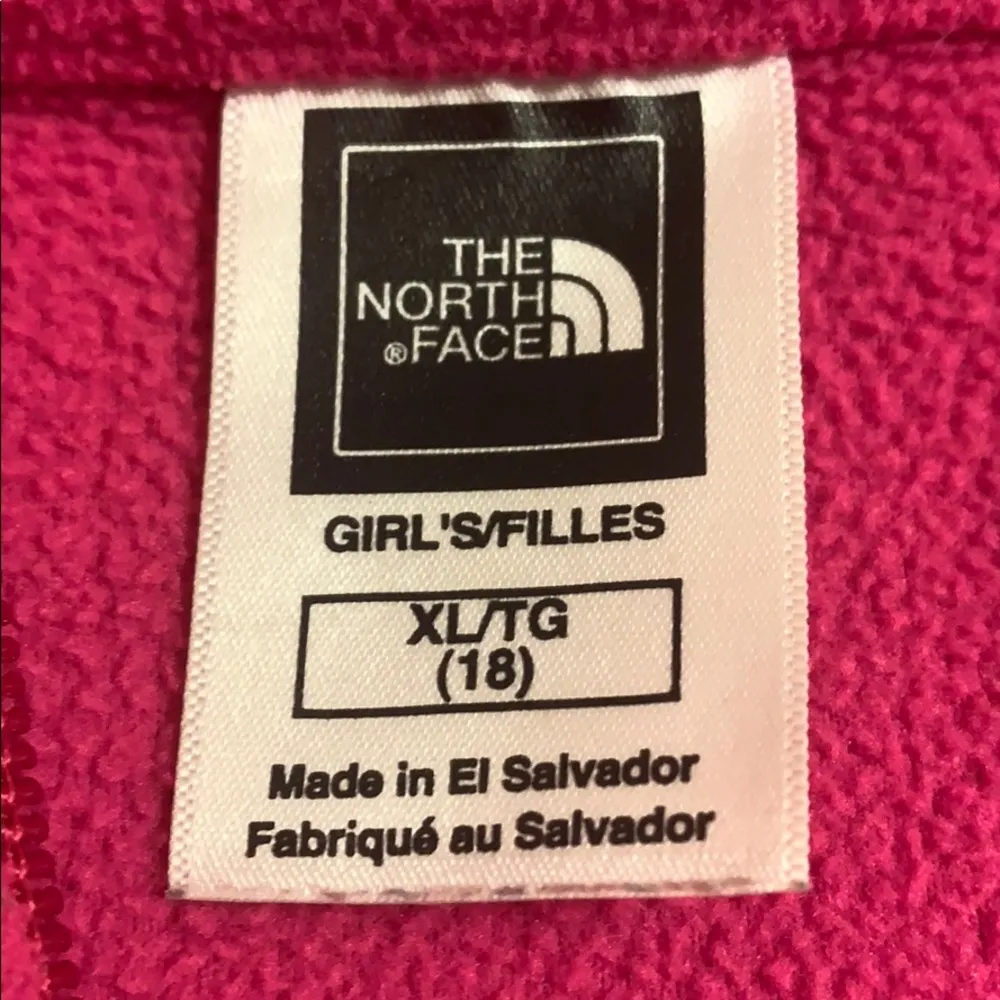 THE
NORTH
®FACE
GIRL'S/FILLES
XL/TG
(18)
Made in El Salvador
Fabriqué au Salvador